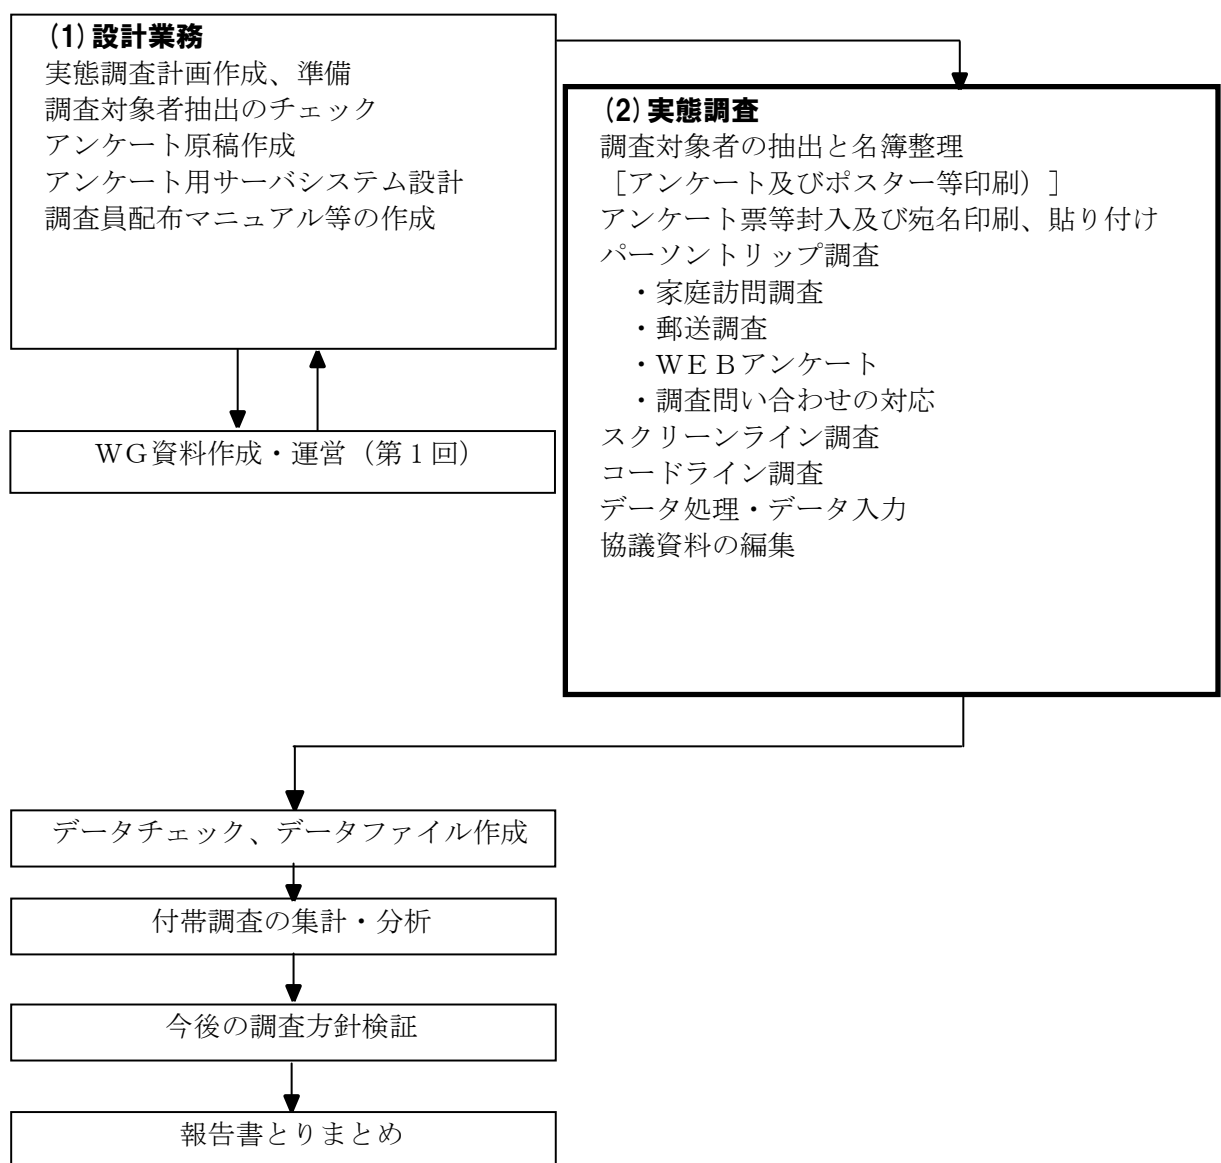 (1)設計業務
実態調査計画作成、準備
調査対象者抽出のチェック
アンケート原稿作成
アンケート用サーバシステム設計
調査員配布マニュアル等の作成
WG資料作成・運営（第１回）
(2)実態調査
調査対象者の抽出と名簿整理
［アンケート及びポスター等印刷）］
アンケート票等封入及び宛名印刷、貼り付け
パーソントリップ調査
・家庭訪問調査
・郵送調査
・ＷＥＢアンケート
・調査問い合わせの対応
スクリーンライン調査
コードライン調査
データ処理・データ入力
協議資料の編集
データチェック、データファイル作成
付帯調査の集計・分析
今後の調査方針検証
報告書とりまとめ